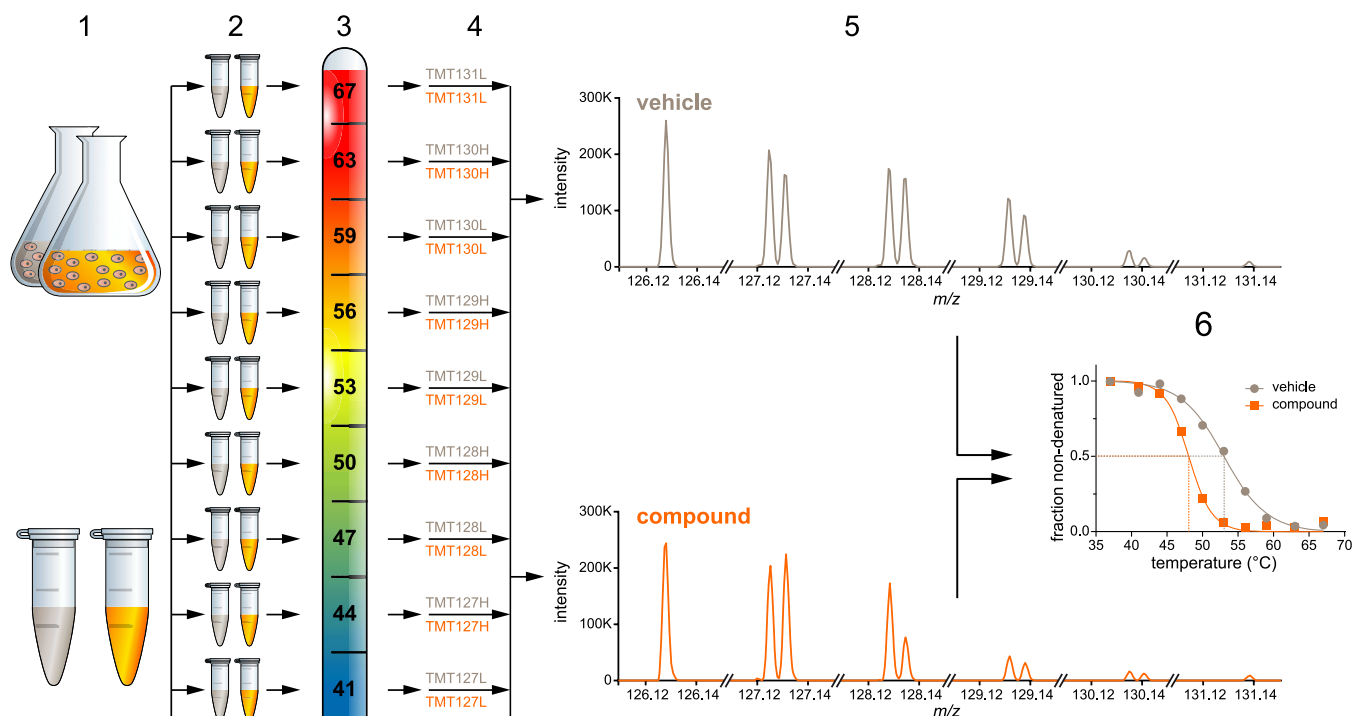 1
2
3
4
5
67
63
59
56
53
50
47
44
41
TMT131L
TMT131L
TMT130H
TMT130H
TMT130L
TMT130L
TMT129H
TMT129H
TMT129L
TMT129L
TMT128H
TMT128H
TMT128L
TMT128L
TMT127H
TMT127H
TMT127L
TMT127L
vehicle
300K
200K
100K
0
intensity
126.12 126.14 127.12 127.14 128.12 128.14 129.12 129.14 130.12 130.14 131.12 131.14
m/z
6
1.0
0.5
0.0
fraction non-denatured
vehicle
compound
35 45 55 65
temperature (°C)
compound
300K
200K
100K
0
intensity
126.12 126.14 127.12 127.14 128.12 128.14 129.12 129.14 130.12 130.14 131.12 131.14
m/z